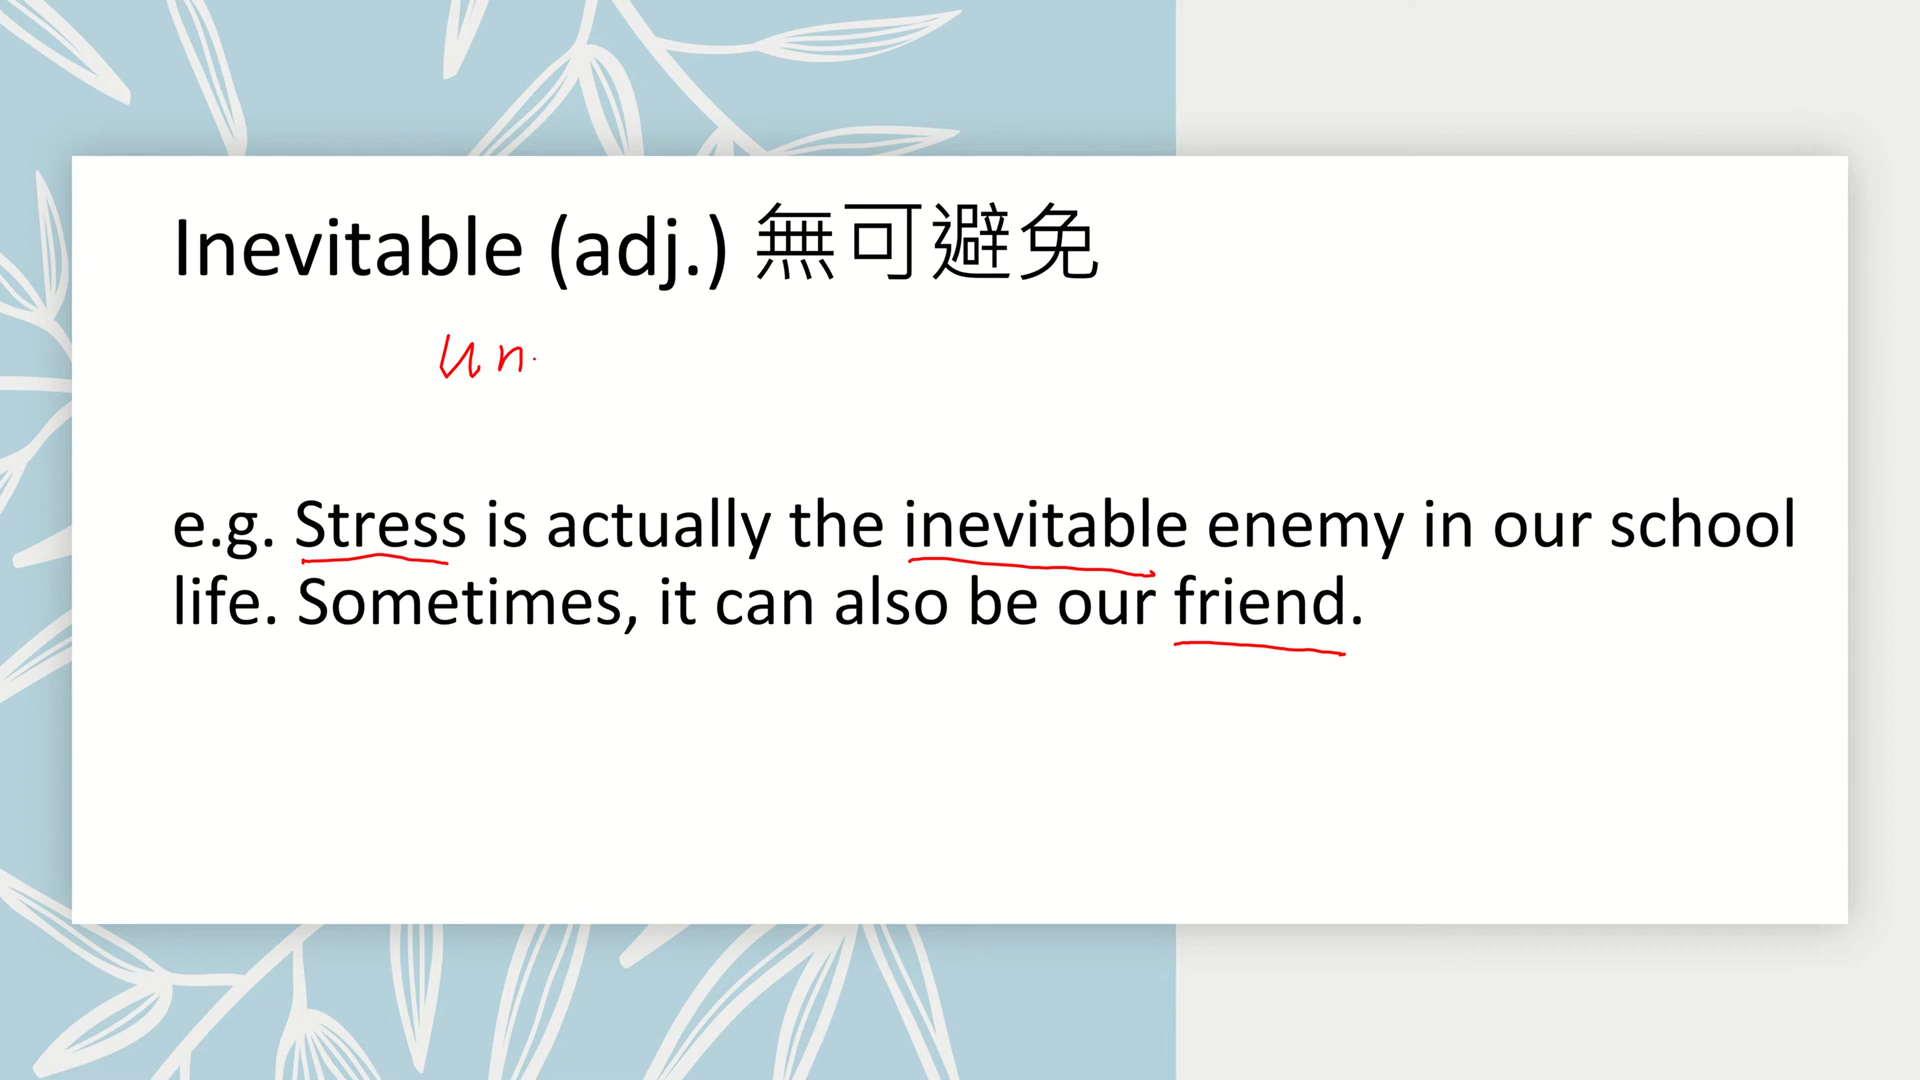 Inevitable (adj.) 無可避免
un
e.g. Stress is actually the inevitable enemy in our school
life. Sometimes, it can also be our friend.